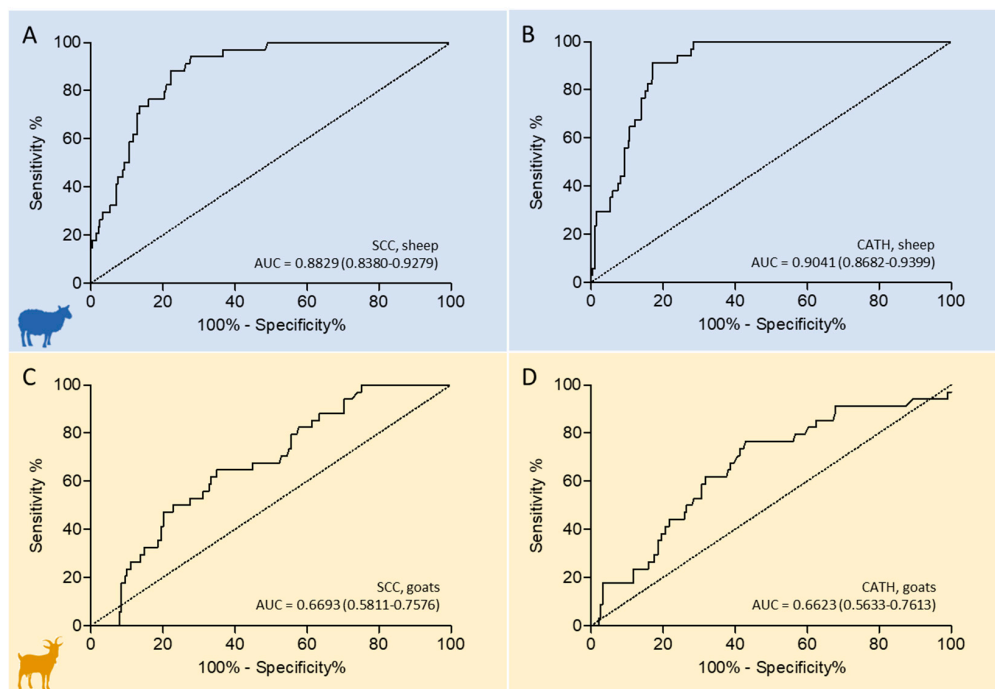 A
100
80
60
40
20
0
Sensitivity %
SCC, sheep
AUC = 0.8829 (0.8380-0.9279)
0 20 40 60 80 100
100% - Specificity%
B
100
80
60
40
20
0
Sensitivity %
CATH, sheep
AUC = 0.9041 (0.8682-0.9399)
0 20 40 60 80 100
100% - Specificity%
C
100
80
60
40
20
0
Sensitivity %
SCC, goats
AUC = 0.6693 (0.5811-0.7576)
0 20 40 60 80 100
100% - Specificity%
D
100
80
60
40
20
0
Sensitivity %
CATH, goats
AUC = 0.6623 (0.5633-0.7613)
0 20 40 60 80 100
100% - Specificity%